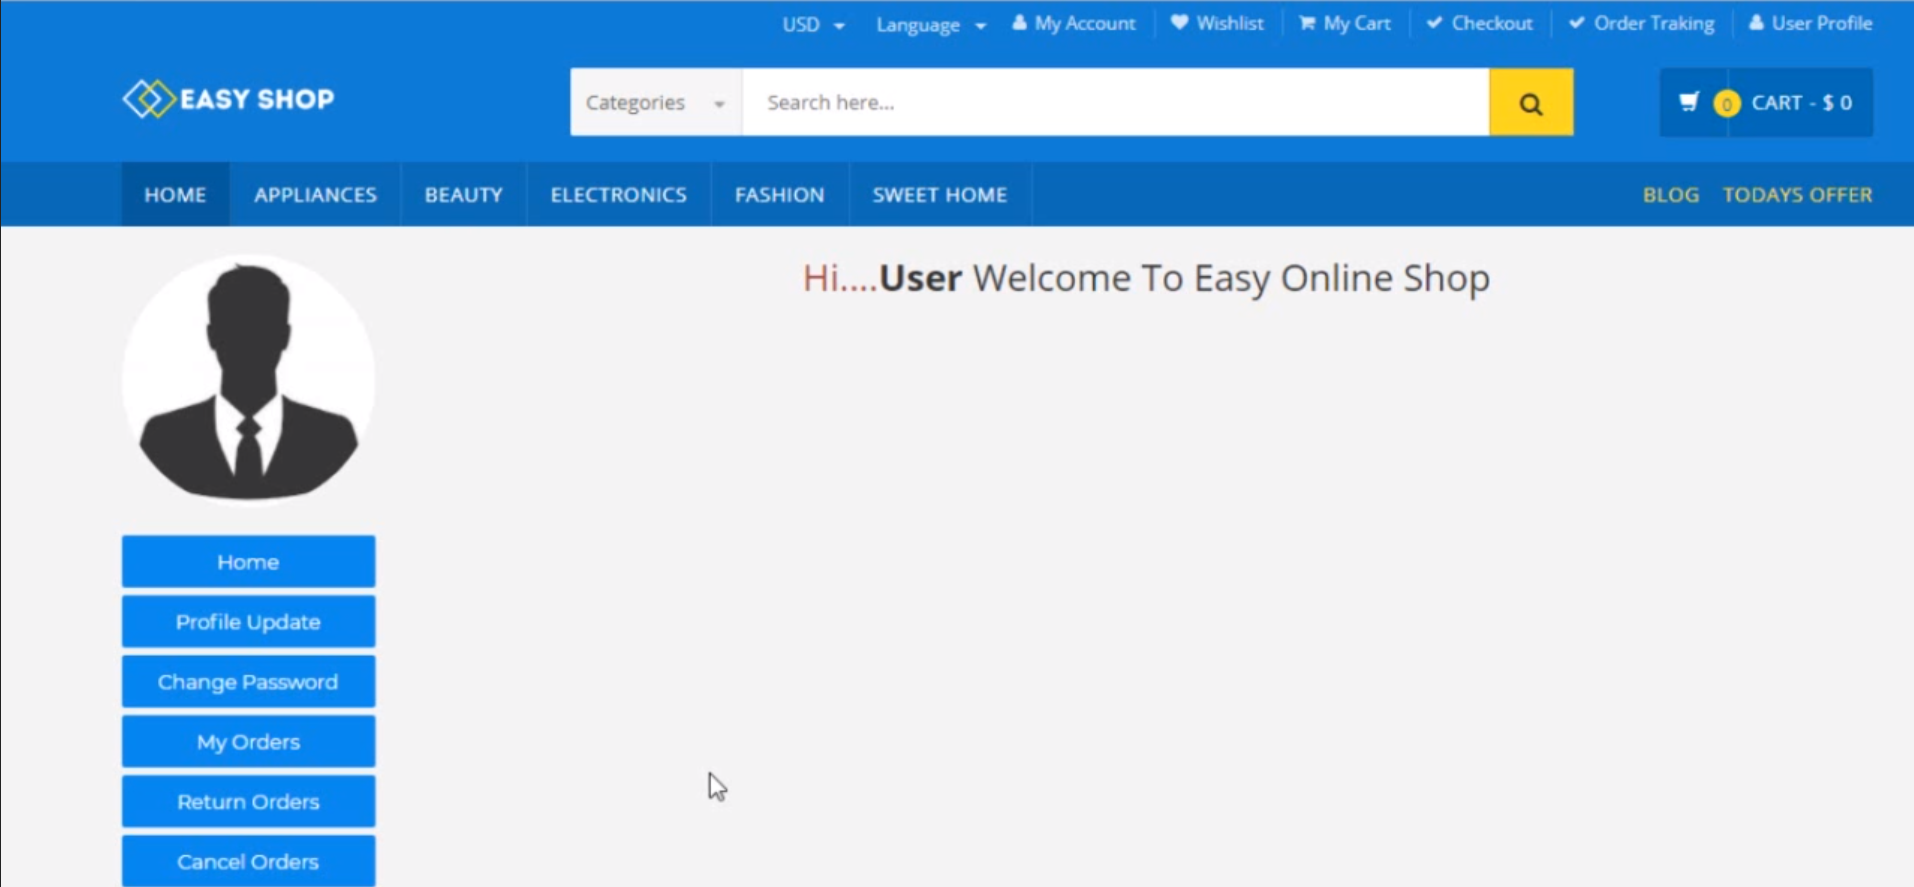 USD Language My Account Wishlist My Cart Checkout Order Traking User Profile
EASY SHOP Categories Search here... 0 CART - $ 0
HOME APPLIANCES BEAUTY ELECTRONICS FASHION SWEET HOME BLOG TODAYS OFFER
Hi....User Welcome To Easy Online Shop
Home
Profile Update
Change Password
My Orders
Return Orders
Cancel Orders